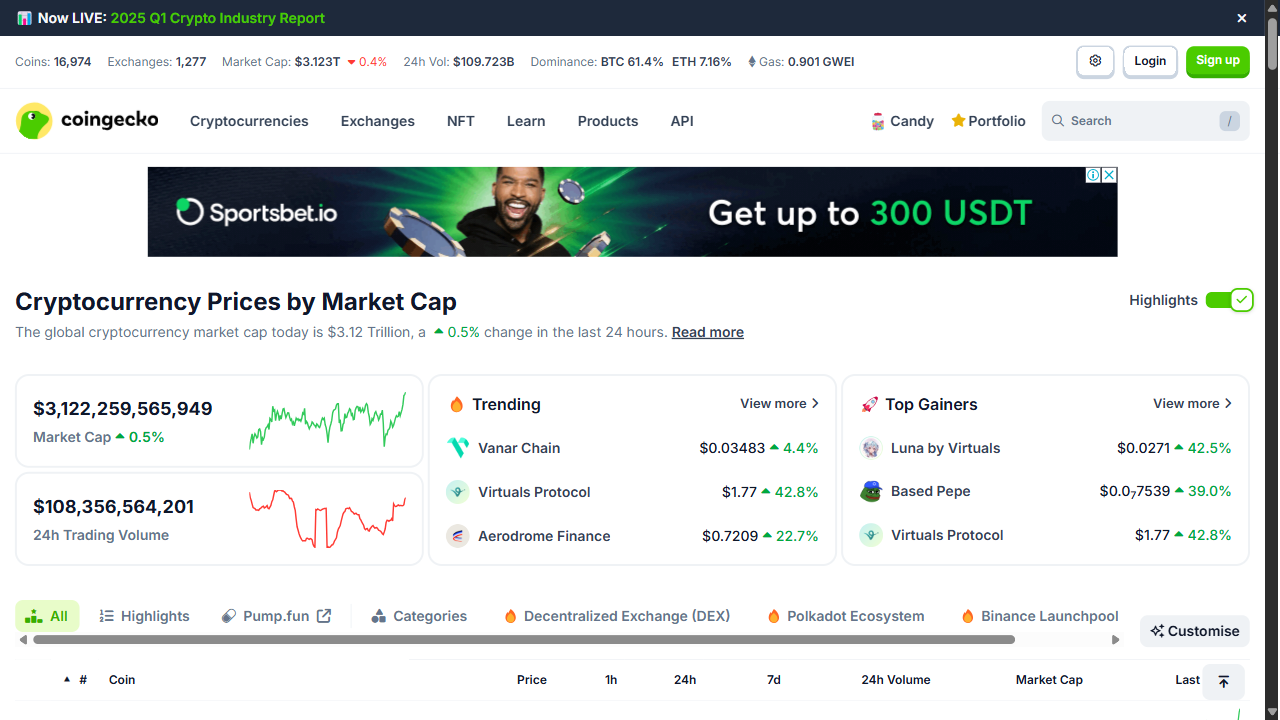 Now LIVE: 2025 Q1 Crypto Industry Report
Coins: 16,974 Exchanges: 1,277 Market Cap: $3.123T 0.4% 24h Vol: $109.723B Dominance: BTC 61.4% ETH 7.16% Gas: 0.901 GWEI
Login Sign up
coingecko Cryptocurrencies Exchanges NFT Learn Products API Candy Portfolio Search /
Sportsbet.io Get up to 300 USDT
Cryptocurrency Prices by Market Cap
Highlights
The global cryptocurrency market cap today is $3.12 Trillion, a 0.5% change in the last 24 hours. Read more
$3,122,259,565,949
Market Cap 0.5%
$108,356,564,201
24h Trading Volume
Trending View more
Vanar Chain $0.03483 4.4%
Virtuals Protocol $1.77 42.8%
Aerodrome Finance $0.7209 22.7%
Top Gainers View more
Luna by Virtuals $0.0271 42.5%
Based Pepe $0.0₇7539 39.0%
Virtuals Protocol $1.77 42.8%
All Highlights Pump.fun Categories Decentralized Exchange (DEX) Polkadot Ecosystem Binance Launchpool
Customise
# Coin Price 1h 24h 7d 24h Volume Market Cap Last